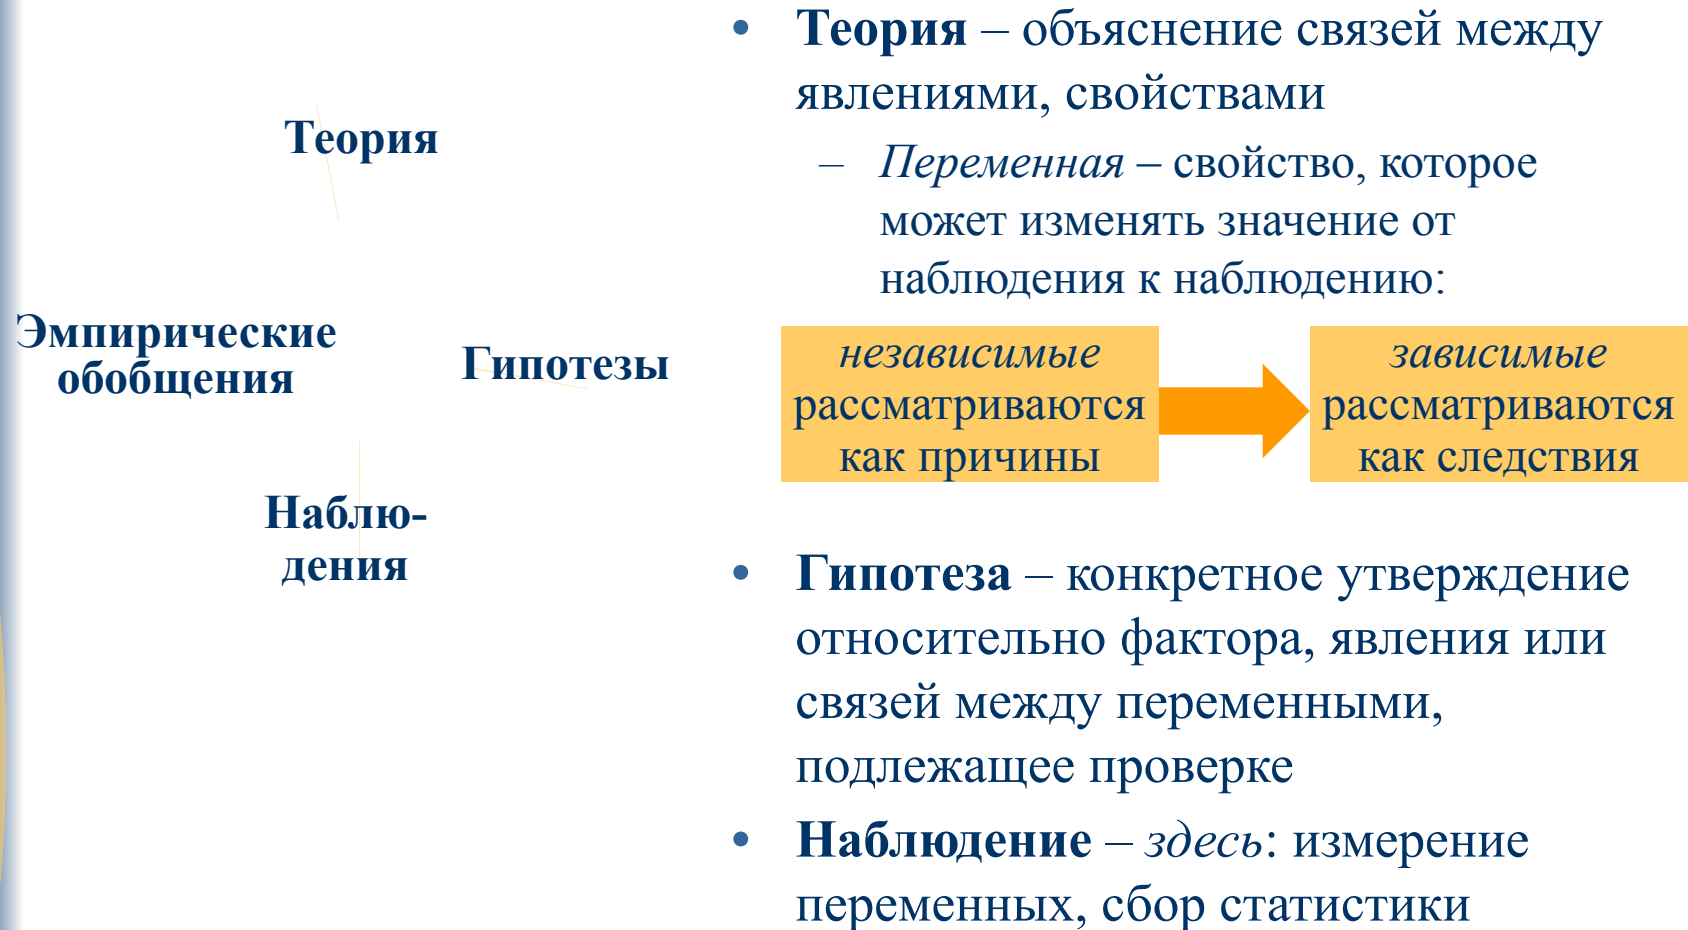 Теория
Эмпирические
обобщения
Гипотезы
Наблю-
дения
• Теория – объяснение связей между
явлениями, свойствами
– Переменная – свойство, которое
может изменять значение от
наблюдения к наблюдению:
независимые
рассматриваются
как причины
зависимые
рассматриваются
как следствия
• Гипотеза – конкретное утверждение
относительно фактора, явления или
связей между переменными,
подлежащее проверке
• Наблюдение – здесь: измерение
переменных, сбор статистики